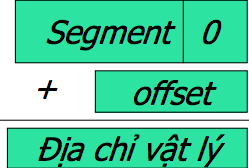 Segment 0
+ offset
Địa chỉ vật lý